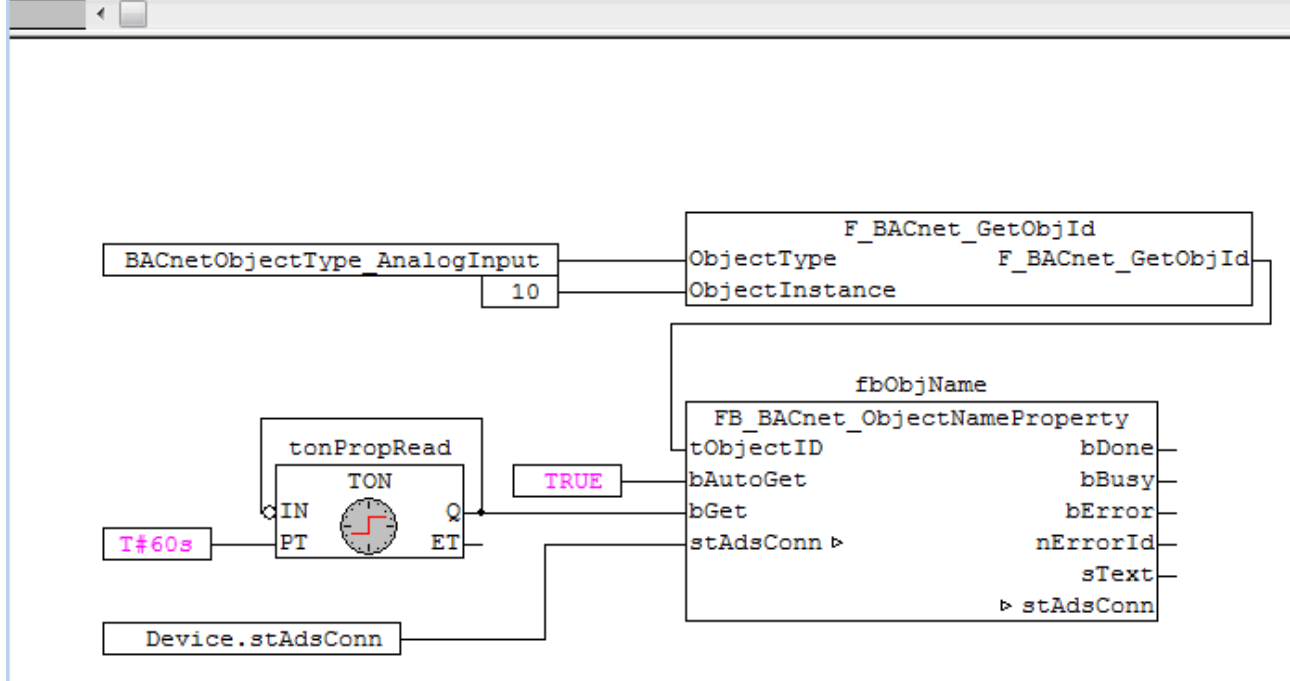 F_BACnet_GetObjId
BACnetObjectType_AnalogInput
ObjectType F_BACnet_GetObjId
10
ObjectInstance
fbObjName
FB_BACnet_ObjectNameProperty
tonPropRead
tObjectID bDone
TON
TRUE
bAutoGet bBusy
IN Q
bGet bError
T#60s
PT ET
stAdsConn nErrorId
sText
stAdsConn
Device.stAdsConn